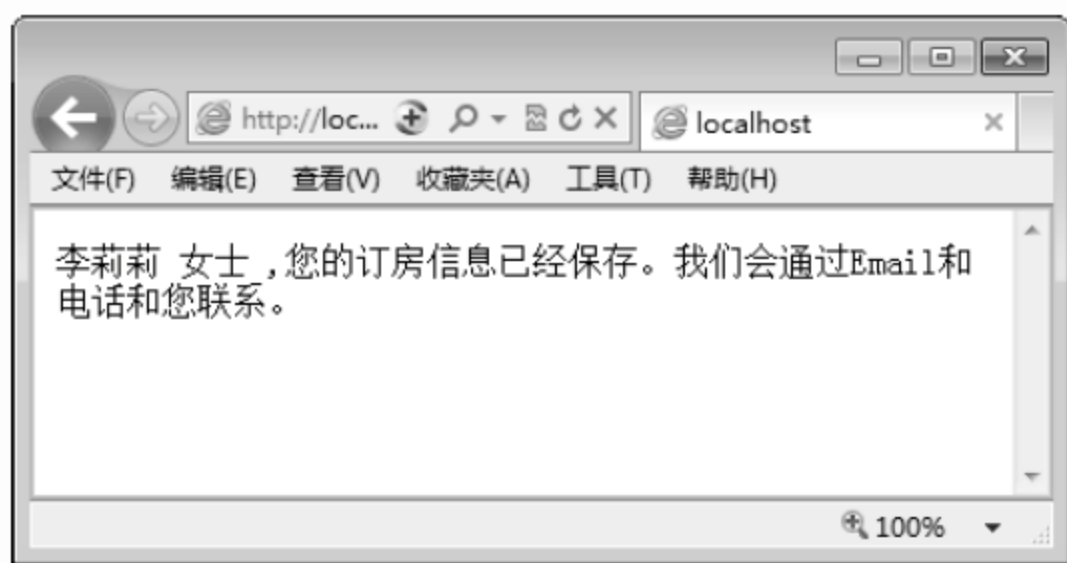 http://loc...
localhost
文件(F) 编辑(E) 查看(V) 收藏夹(A) 工具(T) 帮助(H)
李莉莉 女士 ,您的订房信息已经保存。我们会通过Email和
电话和您联系。
100%